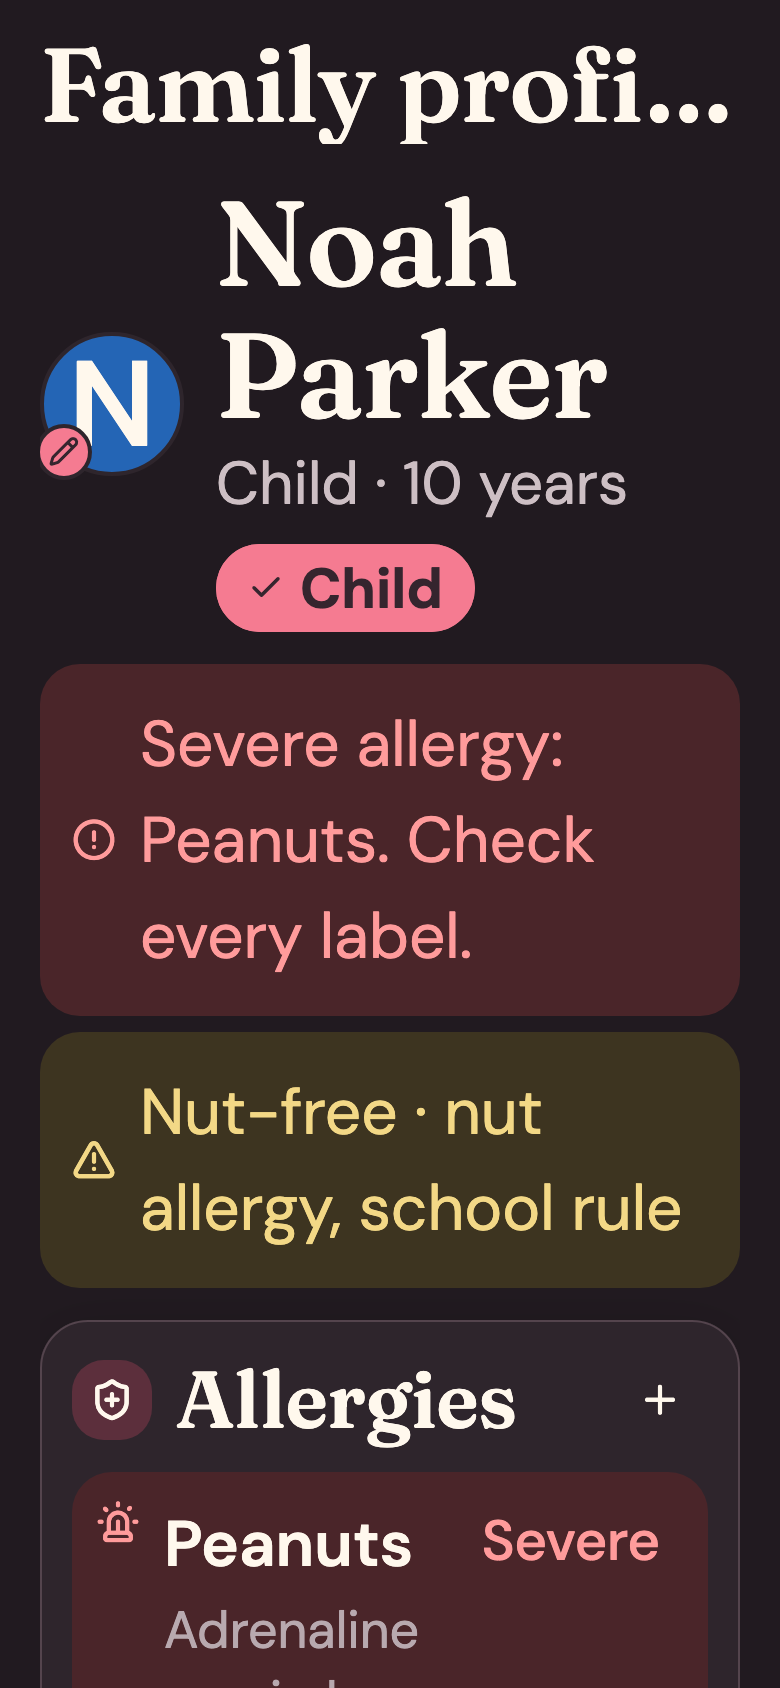 Family profi...
Noah
Parker
N
Child · 10 years
Child
Severe allergy:
Peanuts. Check
every label.
Nut-free · nut
allergy, school rule
Allergies
Peanuts
Severe
Adrenaline